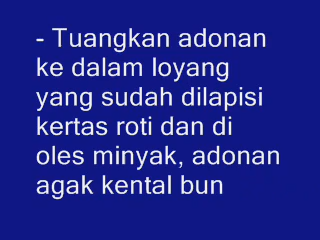 - Tuangkan adonan
ke dalam loyang
yang sudah dilapisi
kertas roti dan di
oles minyak, adonan
agak kental bun